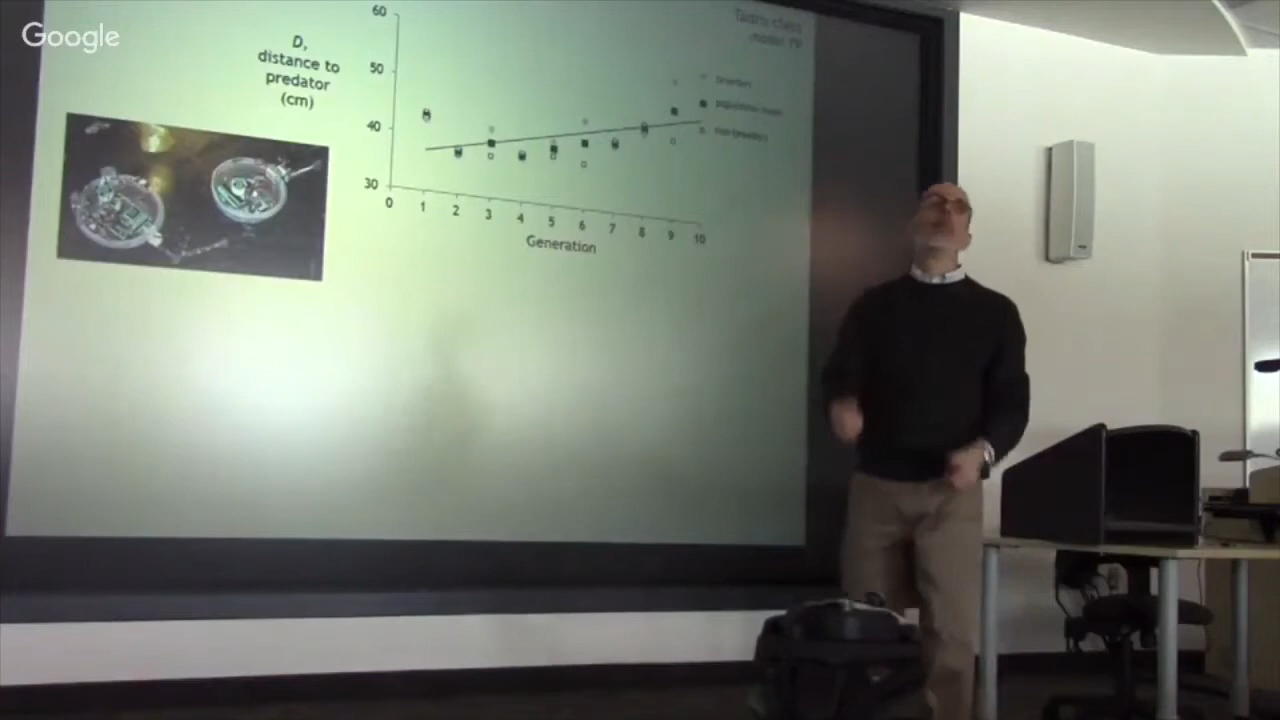 Google
60
50
40
30
D,
distance to
predator
(cm)
0 1 2 3 4 5 6 7 8 9 10
Generation